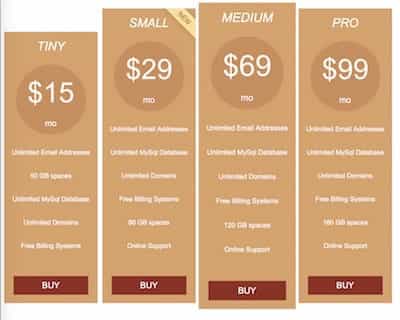 TINY
$15
mo
Unlimited Email Addresses
Unlimited MySql Database
60 GB spaces
Unlimited MySql Database
Unlimited Domains
Free Billing Systems
BUY
SMALL
NEW
$29
mo
Unlimited Email Addresses
Unlimited MySql Database
Unlimited Domains
Free Billing Systems
80 GB spaces
Online Support
BUY
MEDIUM
$69
mo
Unlimited Email Addresses
Unlimited MySql Database
Unlimited Domains
Free Billing Systems
120 GB spaces
Online Support
BUY
PRO
$99
mo
Unlimited Email Addresses
Unlimited MySql Database
Unlimited Domains
Free Billing Systems
160 GB spaces
Online Support
BUY